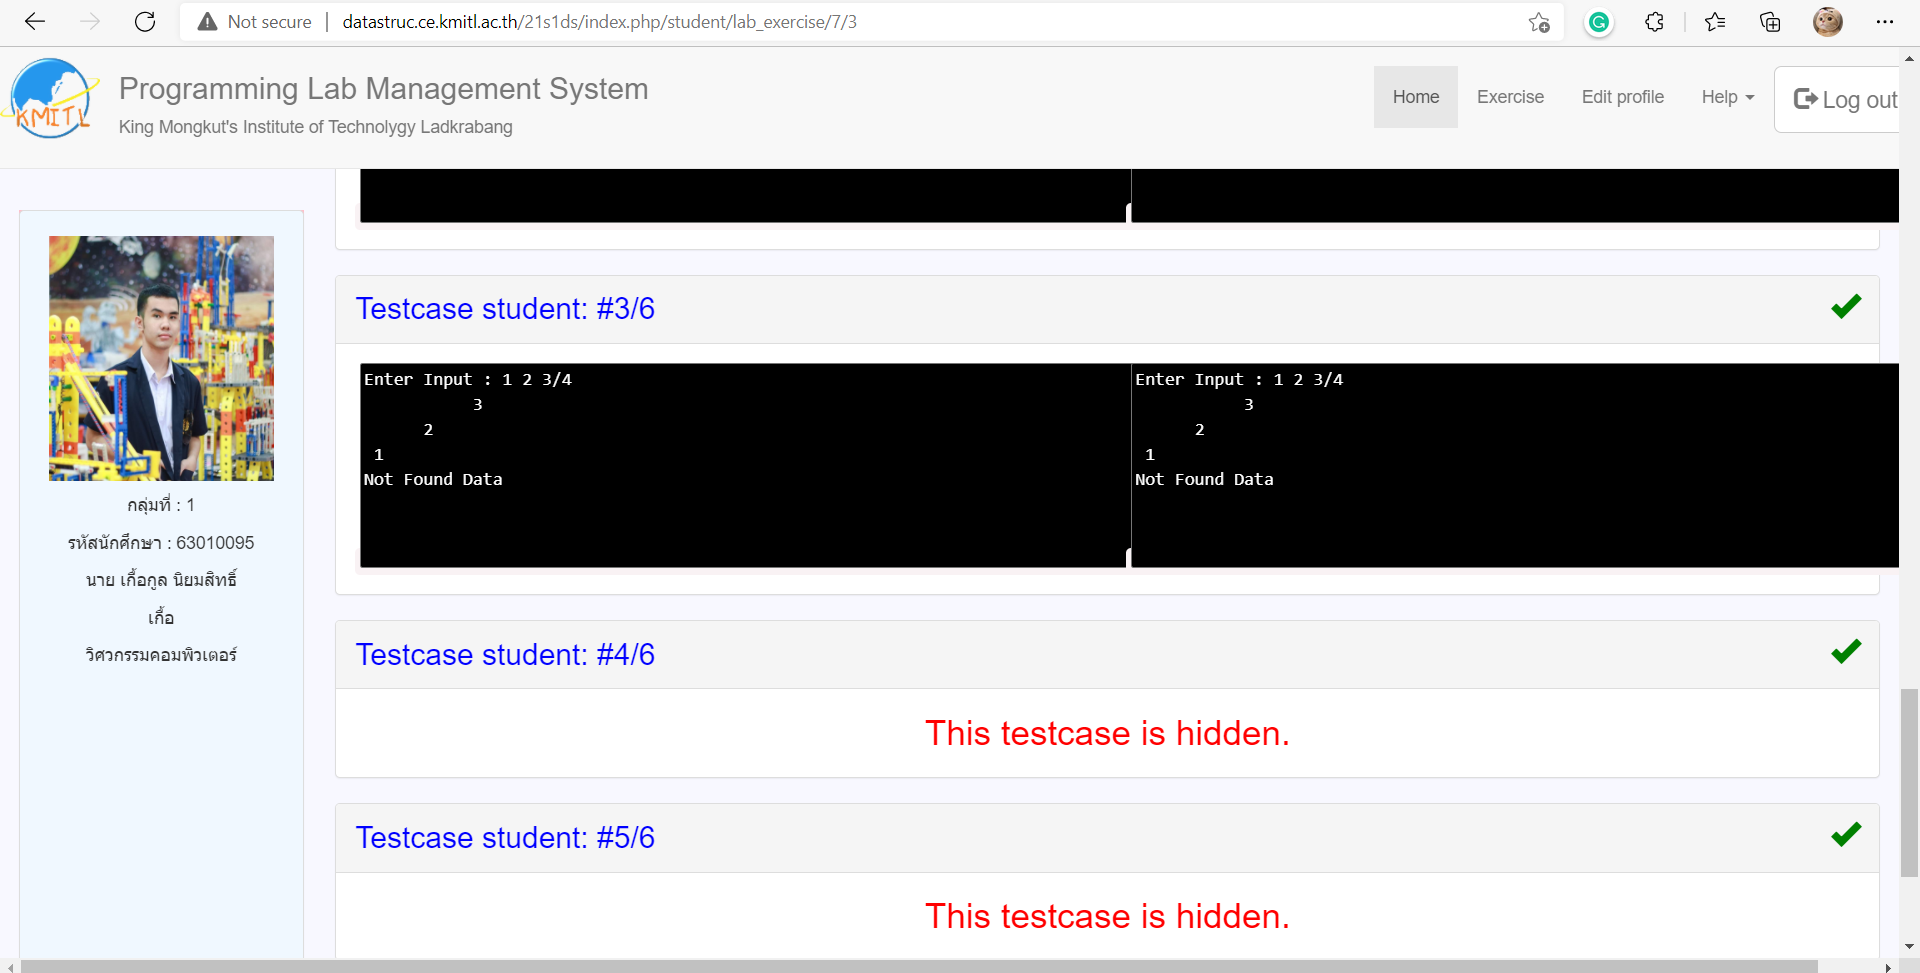 Not secure
datastruc.ce.kmitl.ac.th/21s1ds/index.php/student/lab_exercise/7/3
KMITL
Programming Lab Management System
King Mongkut's Institute of Technolygy Ladkrabang
Home
Exercise
Edit profile
Help
Log out
กลุ่มที่ : 1
รหัสนักศึกษา : 63010095
นาย เกื้อกูล นิยมสิทธิ์
เกื้อ
วิศวกรรมคอมพิวเตอร์
Testcase student: #3/6
Enter Input : 1 2 3/4
3
2
1
Not Found Data
Enter Input : 1 2 3/4
3
2
1
Not Found Data
Testcase student: #4/6
This testcase is hidden.
Testcase student: #5/6
This testcase is hidden.